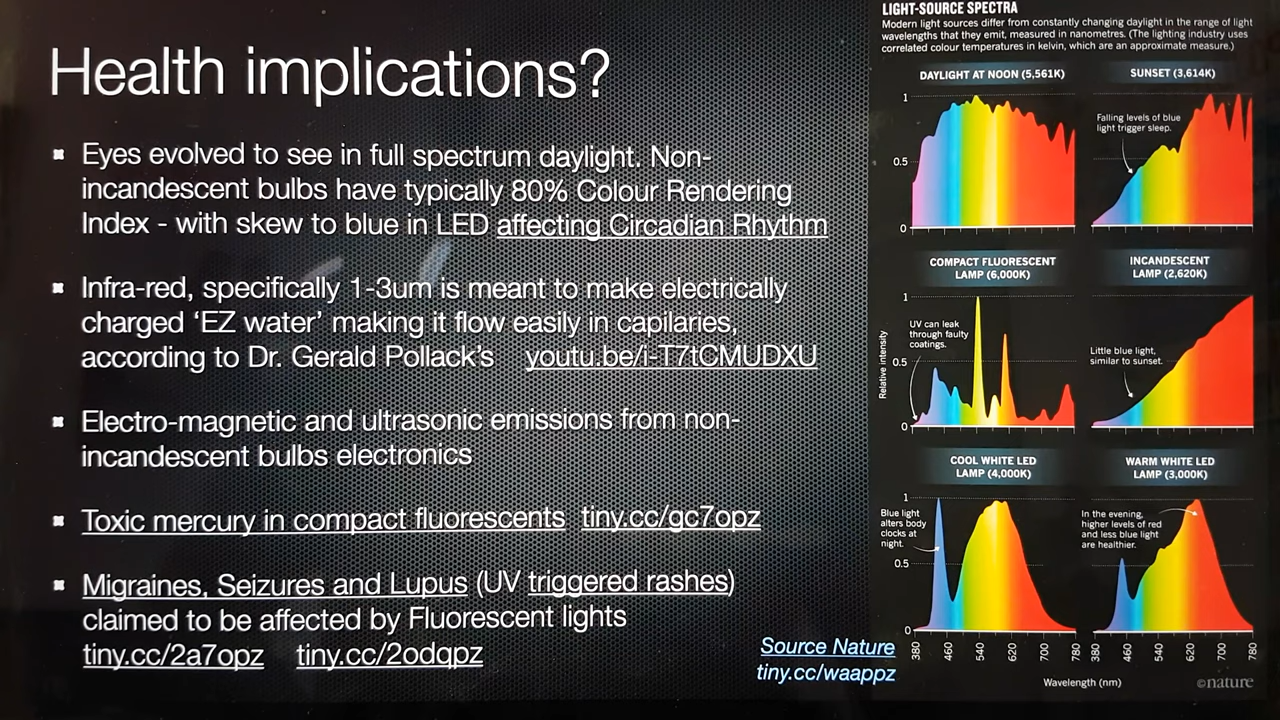 Health implications?
Eyes evolved to see in full spectrum daylight. Non-
incandescent bulbs have typically 80% Colour Rendering
Index - with skew to blue in LED affecting Circadian Rhythm
Infra-red, specifically 1-3um is meant to make electrically
charged ‘EZ water’ making it flow easily in capilaries,
according to Dr. Gerald Pollack’s youtu.be/i-T7tCMUDXU
Electro-magnetic and ultrasonic emissions from non-
incandescent bulbs electronics
Toxic mercury in compact fluorescents tiny.cc/gc7opz
Migraines, Seizures and Lupus (UV triggered rashes)
claimed to be affected by Fluorescent lights
tiny.cc/2a7opz tiny.cc/2odqpz
Source Nature
tiny.cc/waappz
LIGHT-SOURCE SPECTRA
Modern light sources differ from constantly changing daylight in the range of light
wavelengths that they emit, measured in nanometres. (The lighting industry uses
correlated colour temperatures in kelvin, which are an approximate measure.)
DAYLIGHT AT NOON (5,561K)
1
0.5
0
SUNSET (3,614K)
Falling levels of blue
light trigger sleep.
COMPACT FLUORESCENT
LAMP (6,000K)
1
UV can leak
through faulty
coatings.
0.5
0
Relative intensity
INCANDESCENT
LAMP (2,620K)
Little blue light,
similar to sunset.
COOL WHITE LED
LAMP (4,000K)
1
Blue light
alters body
clocks at
night.
0.5
0
380 460 540 620 700 780
WARM WHITE LED
LAMP (3,000K)
In the evening,
higher levels of red
and less blue light
are healthier.
380 460 540 620 700 780
Wavelength (nm)
©nature